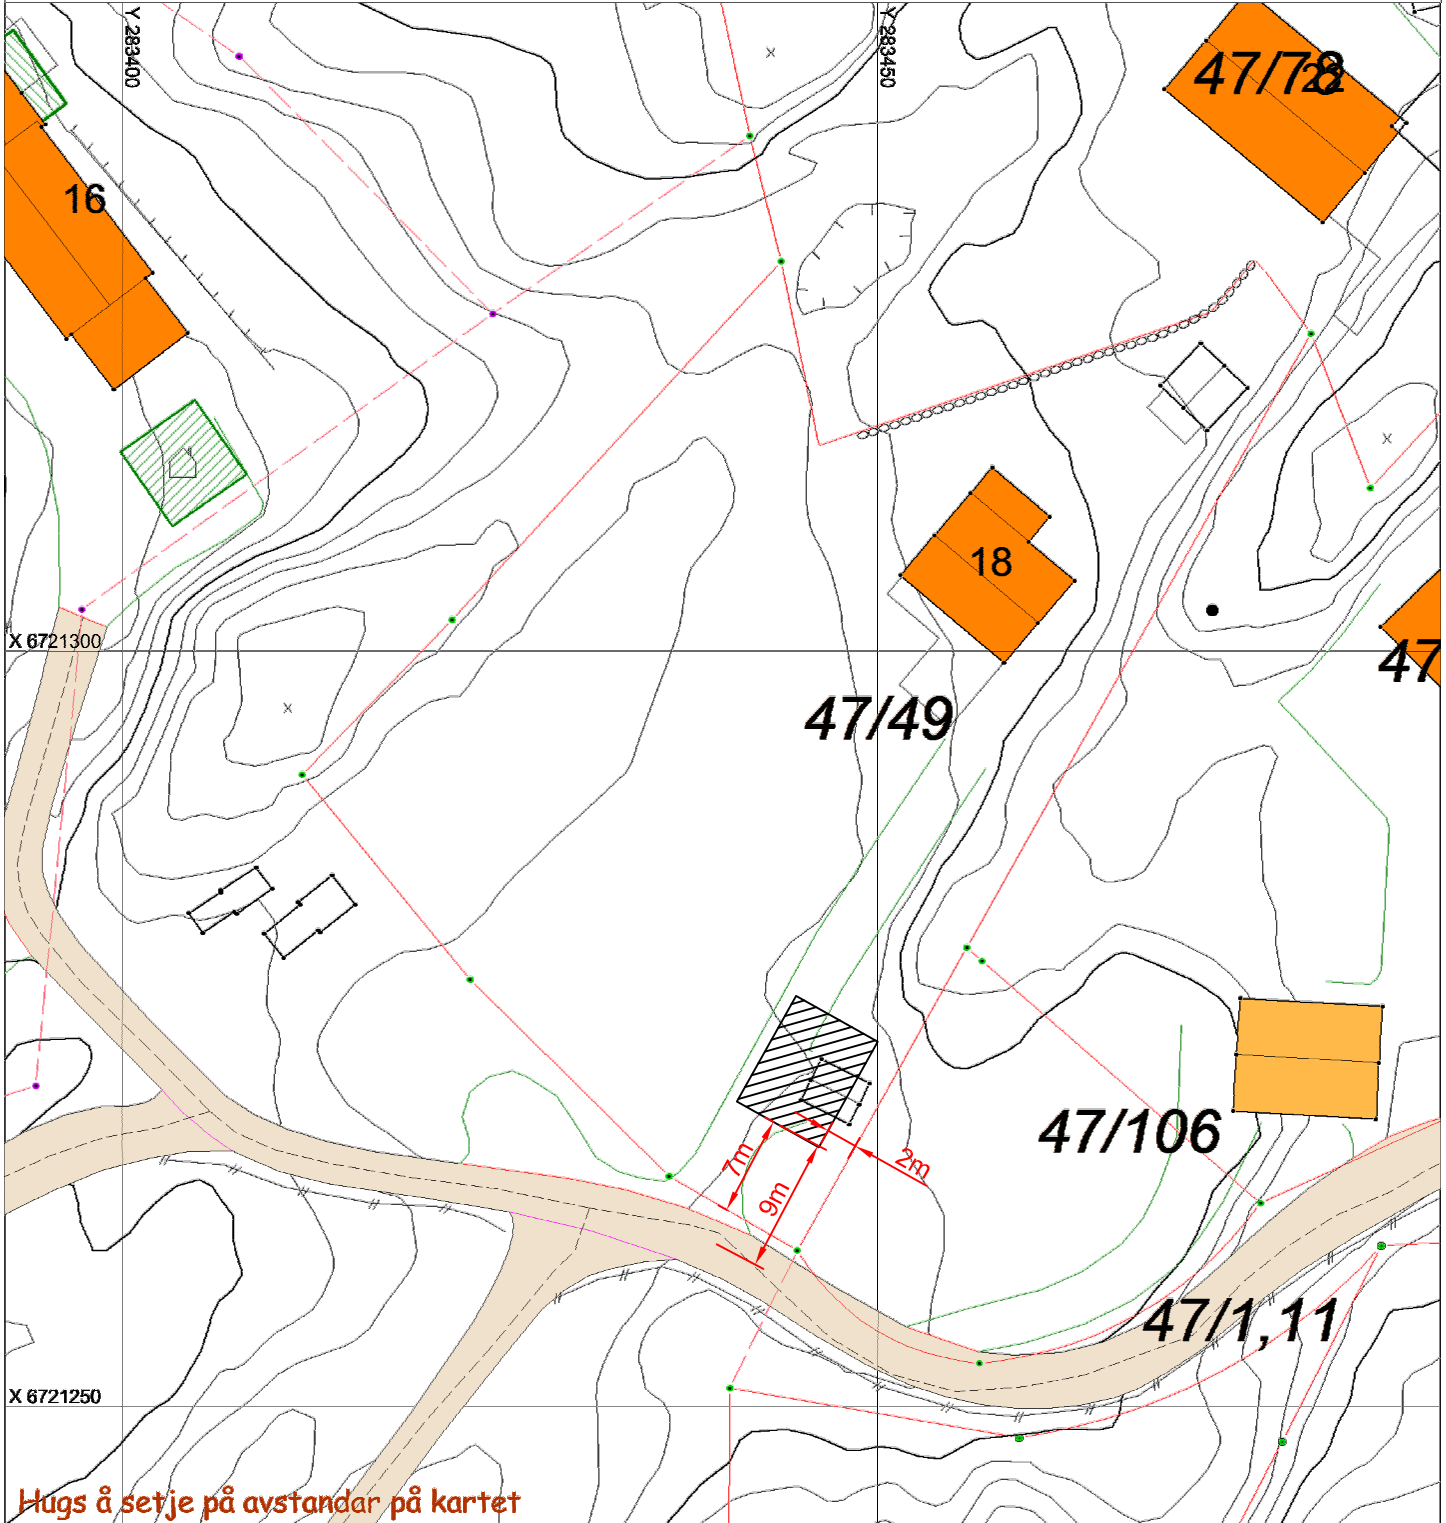 Y 283400
Y 283450
47/78
22
16
18
X 6721300
47
47/49
47/106
7m
2m
9m
47/1,11
X 6721250
Hugs å setje på avstandar på kartet